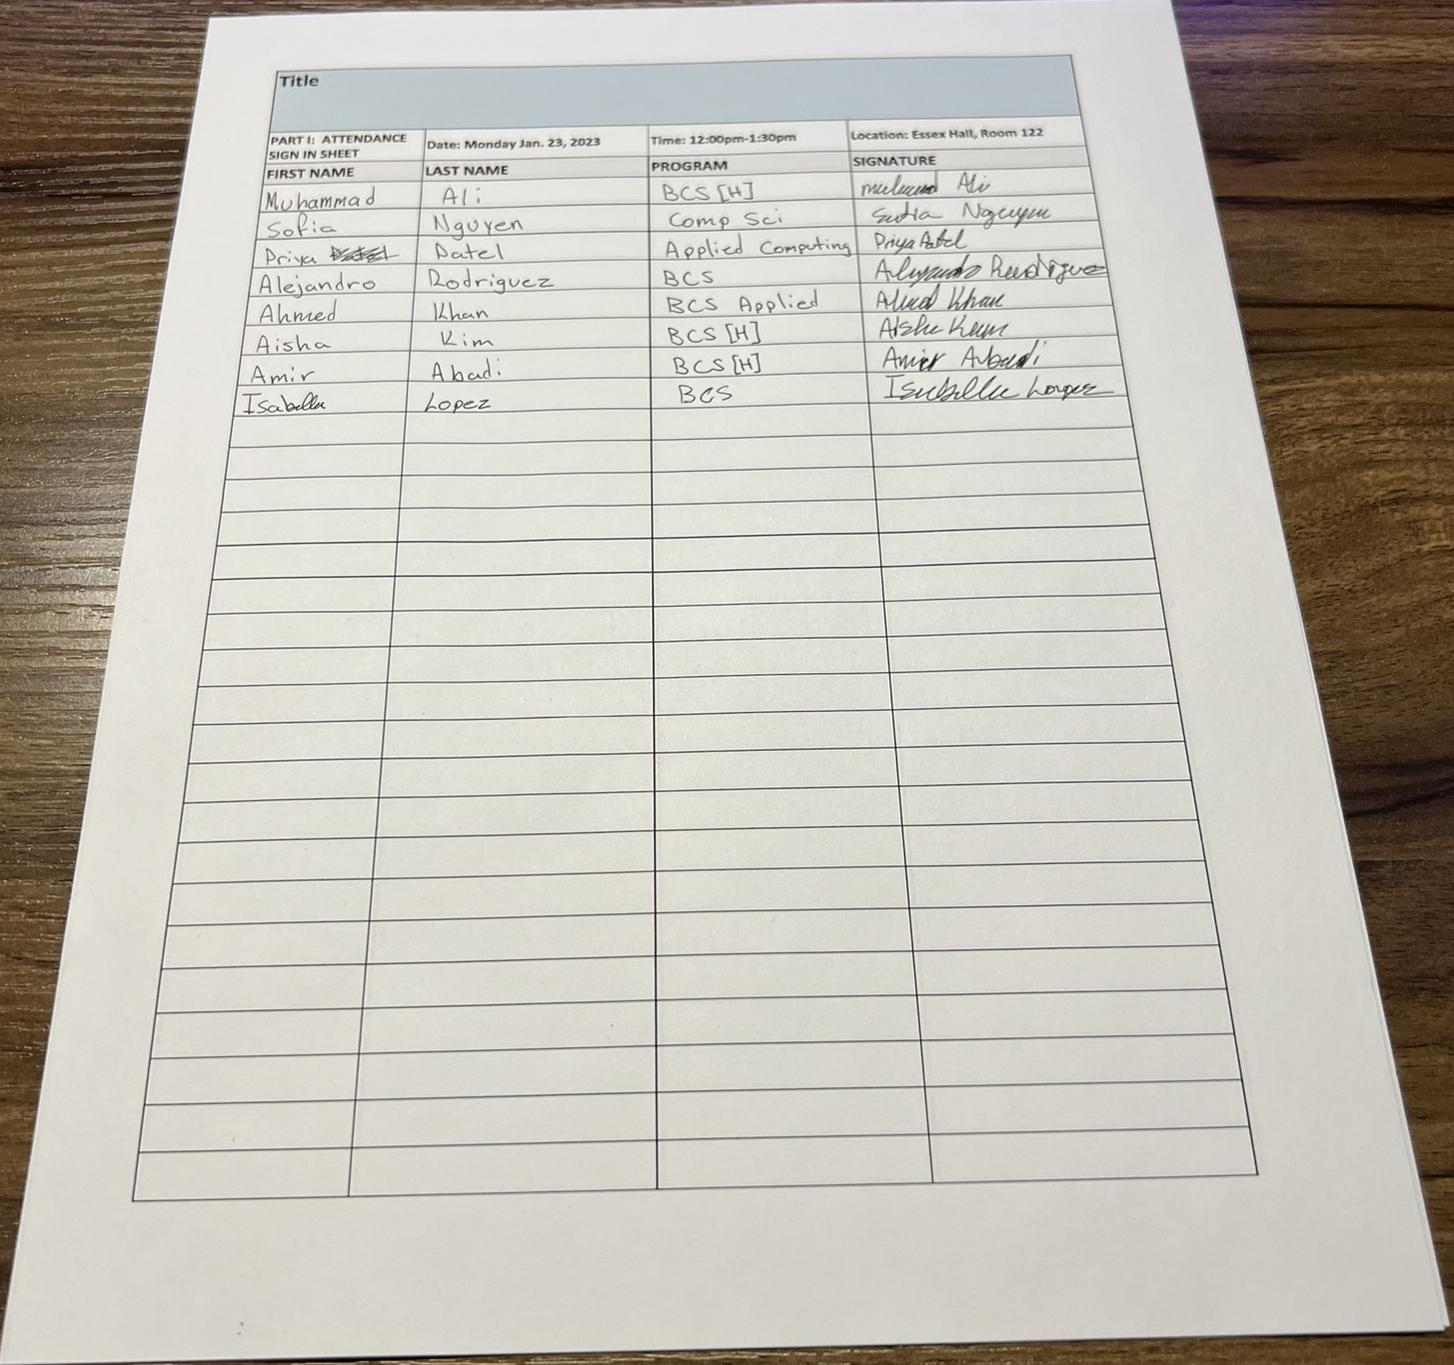 Title
PART I: ATTENDANCE SIGN IN SHEET Date: Monday Jan. 23, 2023 Time: 12:00pm-1:30pm Location: Essex Hall, Room 122
FIRST NAME LAST NAME PROGRAM SIGNATURE
Muhammad Ali BCS [H] Ali
Sofia Nguyen Comp Sci Sofia Nguyen
Priya Patel Applied Computing Priya Patel
Alejandro Rodriguez BCS Alejandro Rodriguez
Ahmed Khan BCS Applied Ahmed Khan
Aisha Kim BCS [H] Aisha Kim
Amir Abadi BCS [H] Amir Abadi
Isabella Lopez BCS Isabella Lopez